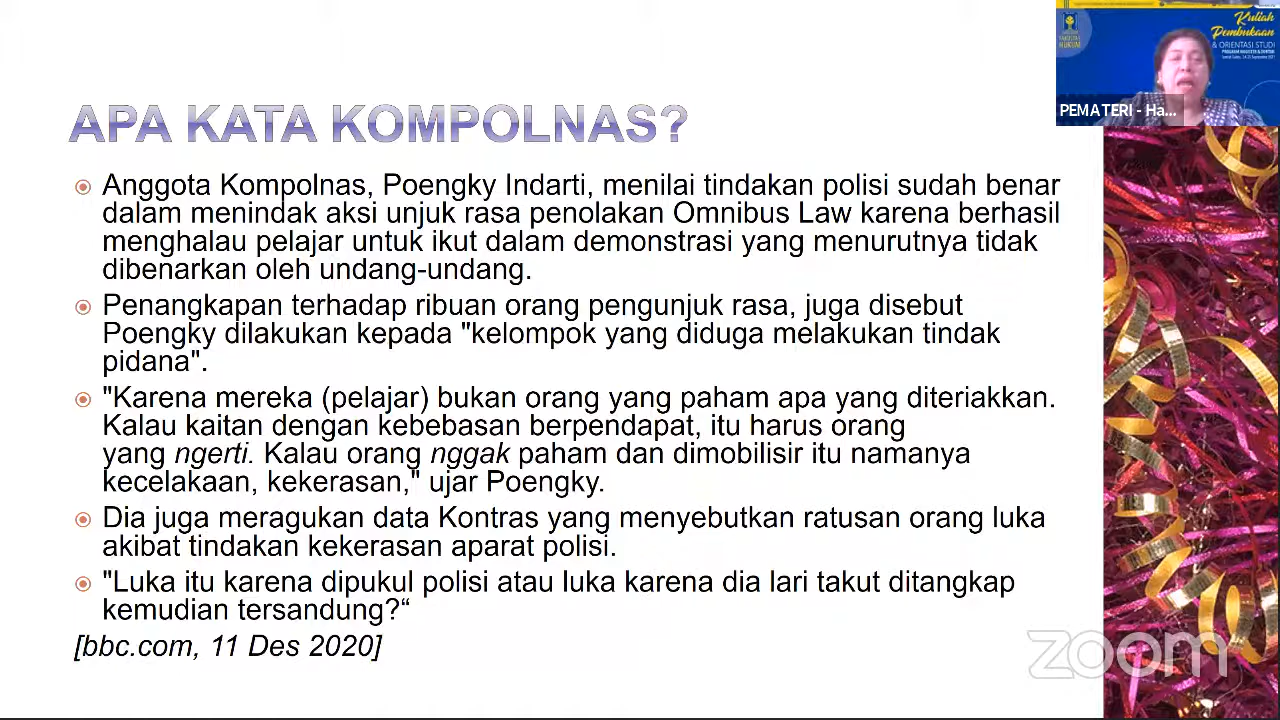 Kuliah
Pembukaan
& ORIENTASI STUDI
PEMATERI - Ha...
APA KATA KOMPOLNAS?
Anggota Kompolnas, Poengky Indarti, menilai tindakan polisi sudah benar
dalam menindak aksi unjuk rasa penolakan Omnibus Law karena berhasil
menghalau pelajar untuk ikut dalam demonstrasi yang menurutnya tidak
dibenarkan oleh undang-undang.
Penangkapan terhadap ribuan orang pengunjuk rasa, juga disebut
Poengky dilakukan kepada "kelompok yang diduga melakukan tindak
pidana".
"Karena mereka (pelajar) bukan orang yang paham apa yang diteriakkan.
Kalau kaitan dengan kebebasan berpendapat, itu harus orang
yang ngerti. Kalau orang nggak paham dan dimobilisir itu namanya
kecelakaan, kekerasan," ujar Poengky.
Dia juga meragukan data Kontras yang menyebutkan ratusan orang luka
akibat tindakan kekerasan aparat polisi.
"Luka itu karena dipukul polisi atau luka karena dia lari takut ditangkap
kemudian tersandung?“
[bbc.com, 11 Des 2020]
zoom